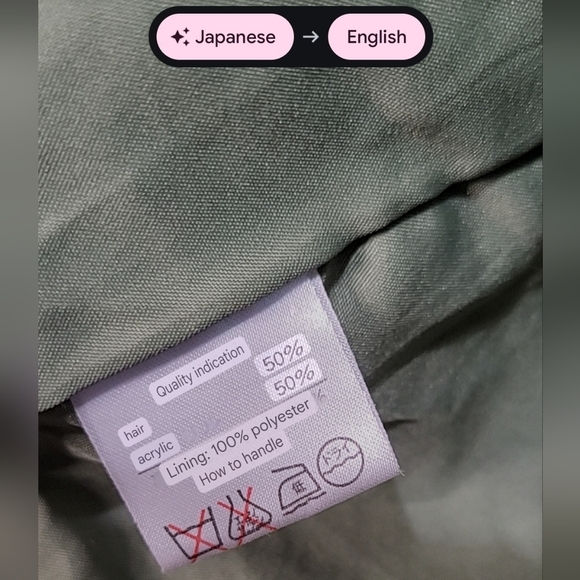 Japanese → English
Quality indication
hair 50%
acrylic 50%
Lining: 100% polyester
How to handle
低
ドライ